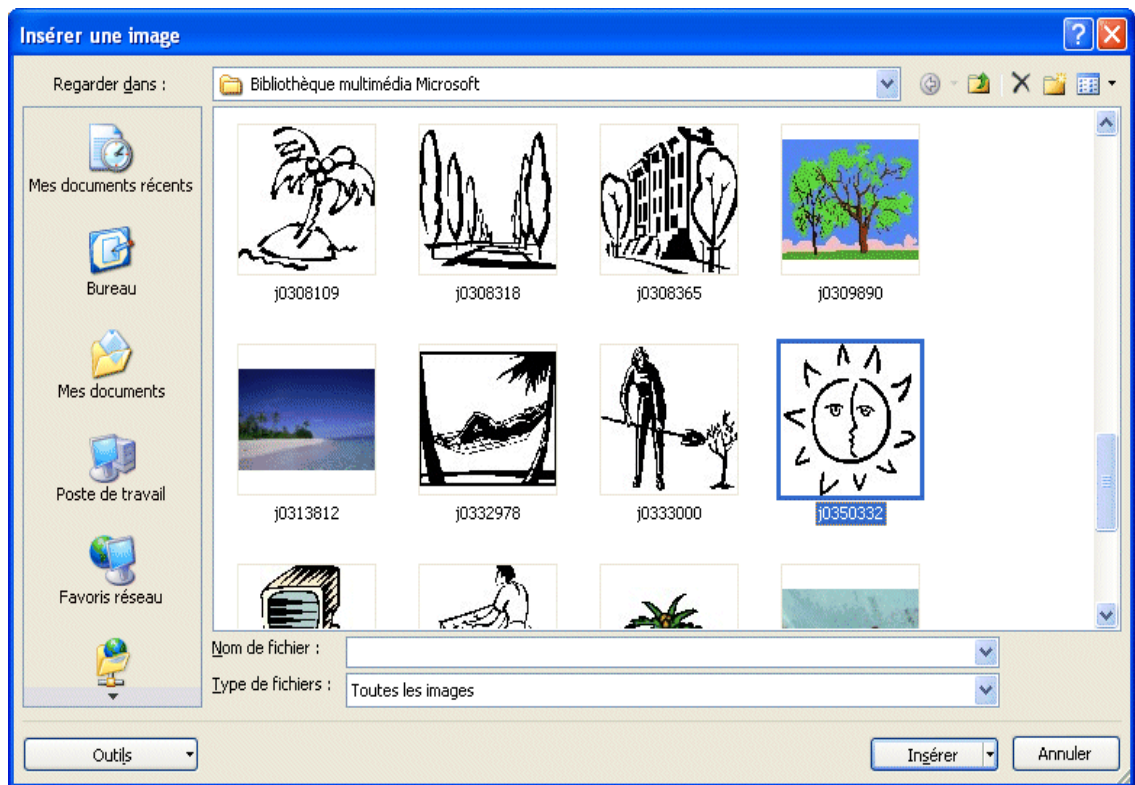 Insérer une image
Regarder dans :
Bibliothèque multimédia Microsoft
Mes documents récents
Bureau
Mes documents
Poste de travail
Favoris réseau
j0308109
j0308318
j0308365
j0309890
j0313812
j0332978
j0333000
j0350332
Nom de fichier :
Type de fichiers :
Toutes les images
Outils
Insérer
Annuler